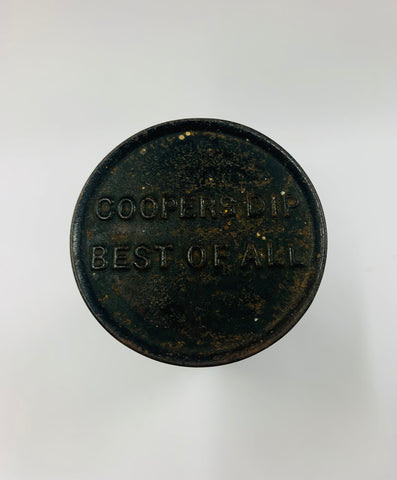 COOPERS DIP
BEST OF ALL